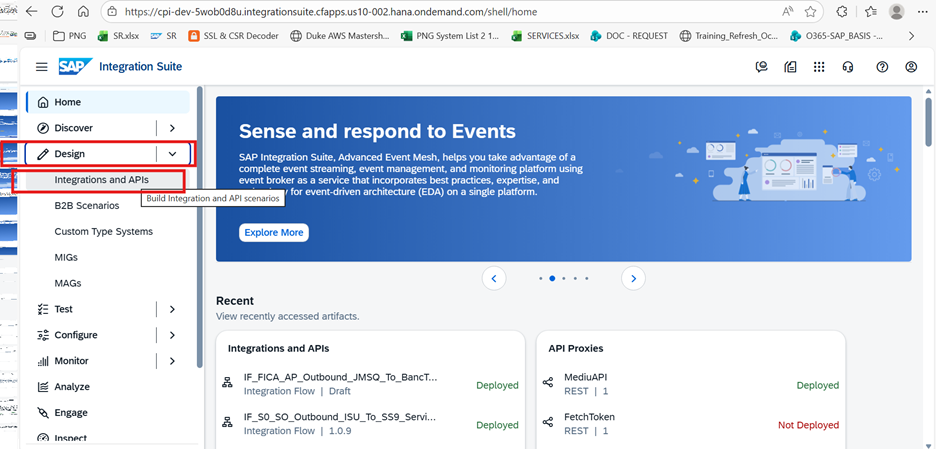 https://cpi-dev-5wob0d8u.integrationsuite.cfapps.us10-002.hana.ondemand.com/shell/home
PNG
SR.xlsx
SR
SSL & CSR Decoder
Duke AWS Mastersh...
PNG System List 2 1...
SERVICES.xlsx
DOC - REQUEST
Training_Refresh_Oc...
O365-SAP_BASIS -...
SAP Integration Suite
Home
Discover
Design
Integrations and APIs
Build Integration and API scenarios
B2B Scenarios
Custom Type Systems
MIGs
MAGs
Test
Configure
Monitor
Analyze
Engage
Inspect
Sense and respond to Events
SAP Integration Suite, Advanced Event Mesh, helps you take advantage of a
complete event streaming, event management, and monitoring platform using
event broker as a service that incorporates best practices, expertise, and
for event-driven architecture (EDA) on a single platform.
Explore More
Recent
View recently accessed artifacts.
Integrations and APIs
IF_FICA_AP_Outbound_JMSQ_To_BancT...
Integration Flow | Draft
Deployed
IF_S0_SO_Outbound_ISU_To_SS9_Servi...
Integration Flow | 1.0.9
Deployed
API Proxies
MediuAPI
REST | 1
Deployed
FetchToken
REST | 1
Not Deployed